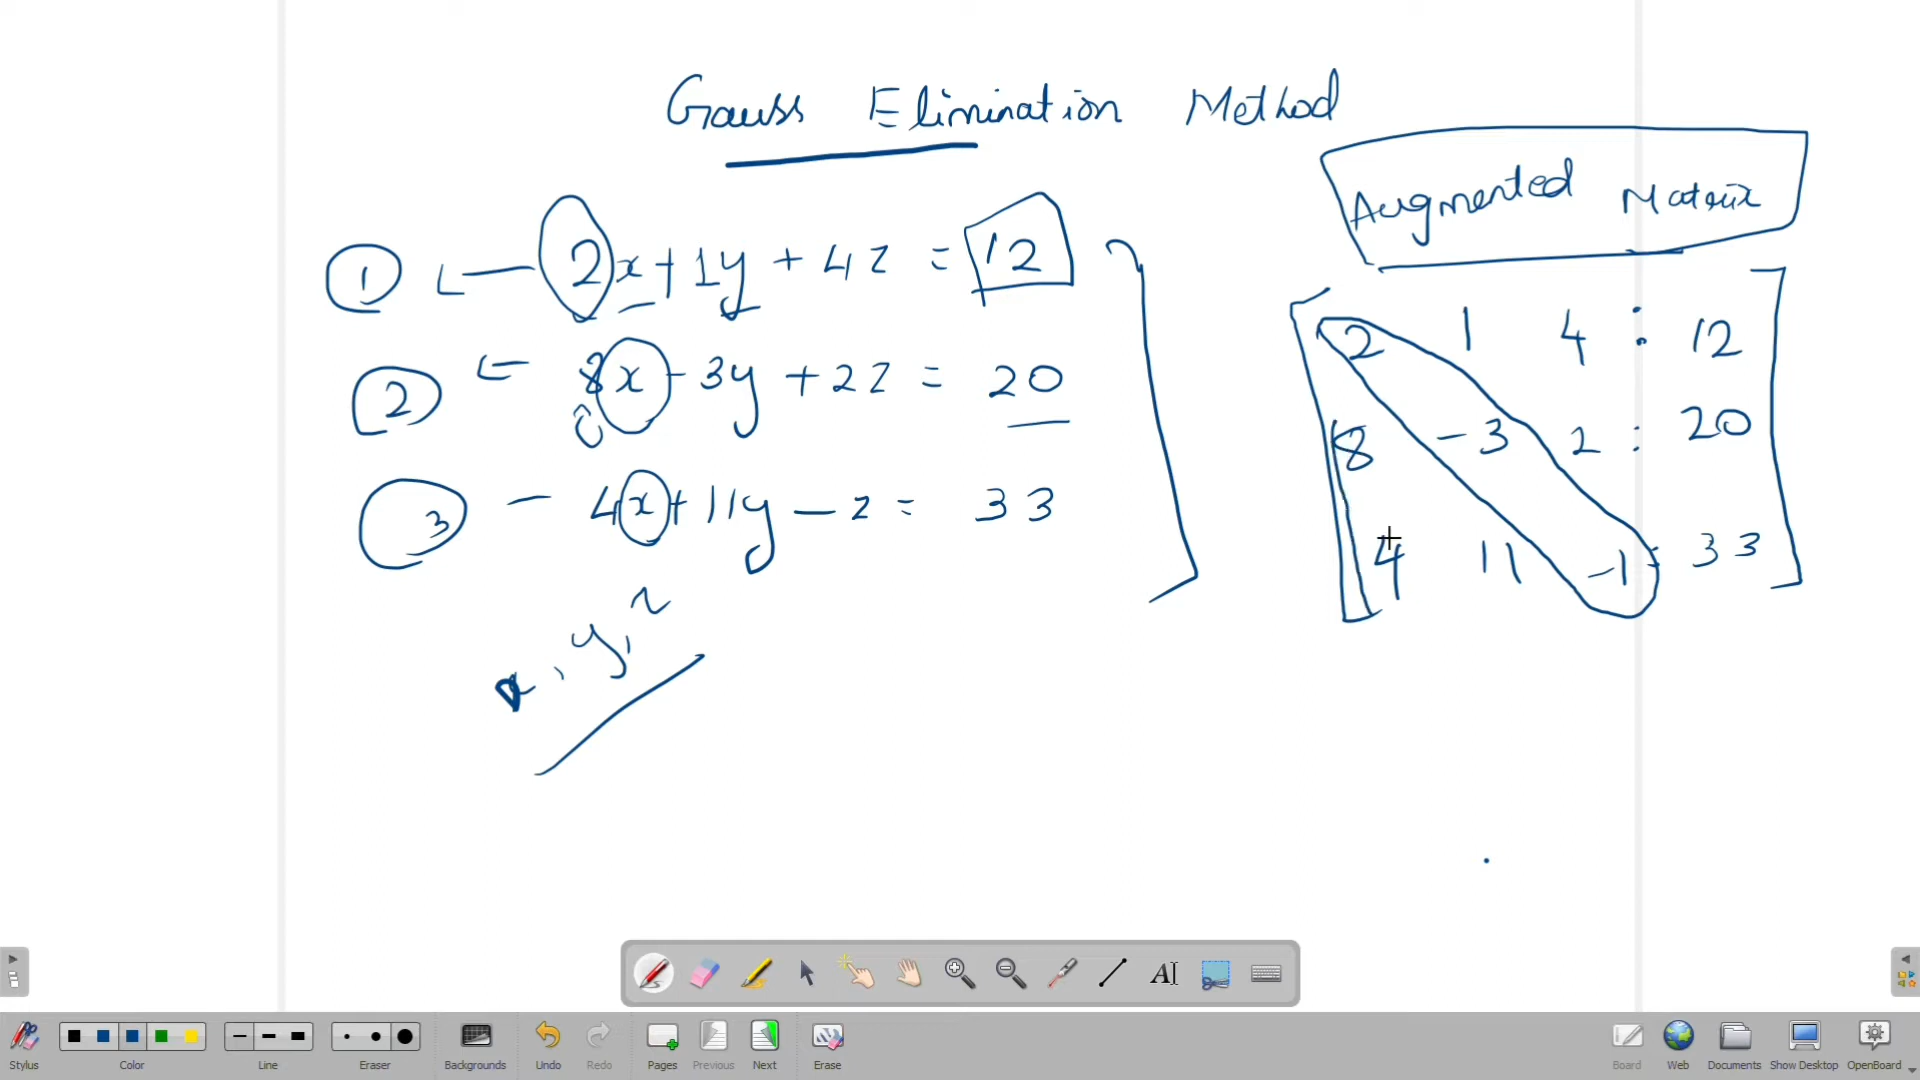 Gauss Elimination Method
Augmented Matrix
1 2x + 1y + 4z = 12
2 8x - 3y + 2z = 20
3 4x + 11y - z = 33
x, y, z
2 1 4 : 12
8 -3 2 : 20
4 11 -1 : 33
Stylus Color Line Eraser Backgrounds Undo Redo Pages Previous Next Erase Board Web Documents Show Desktop OpenBoard